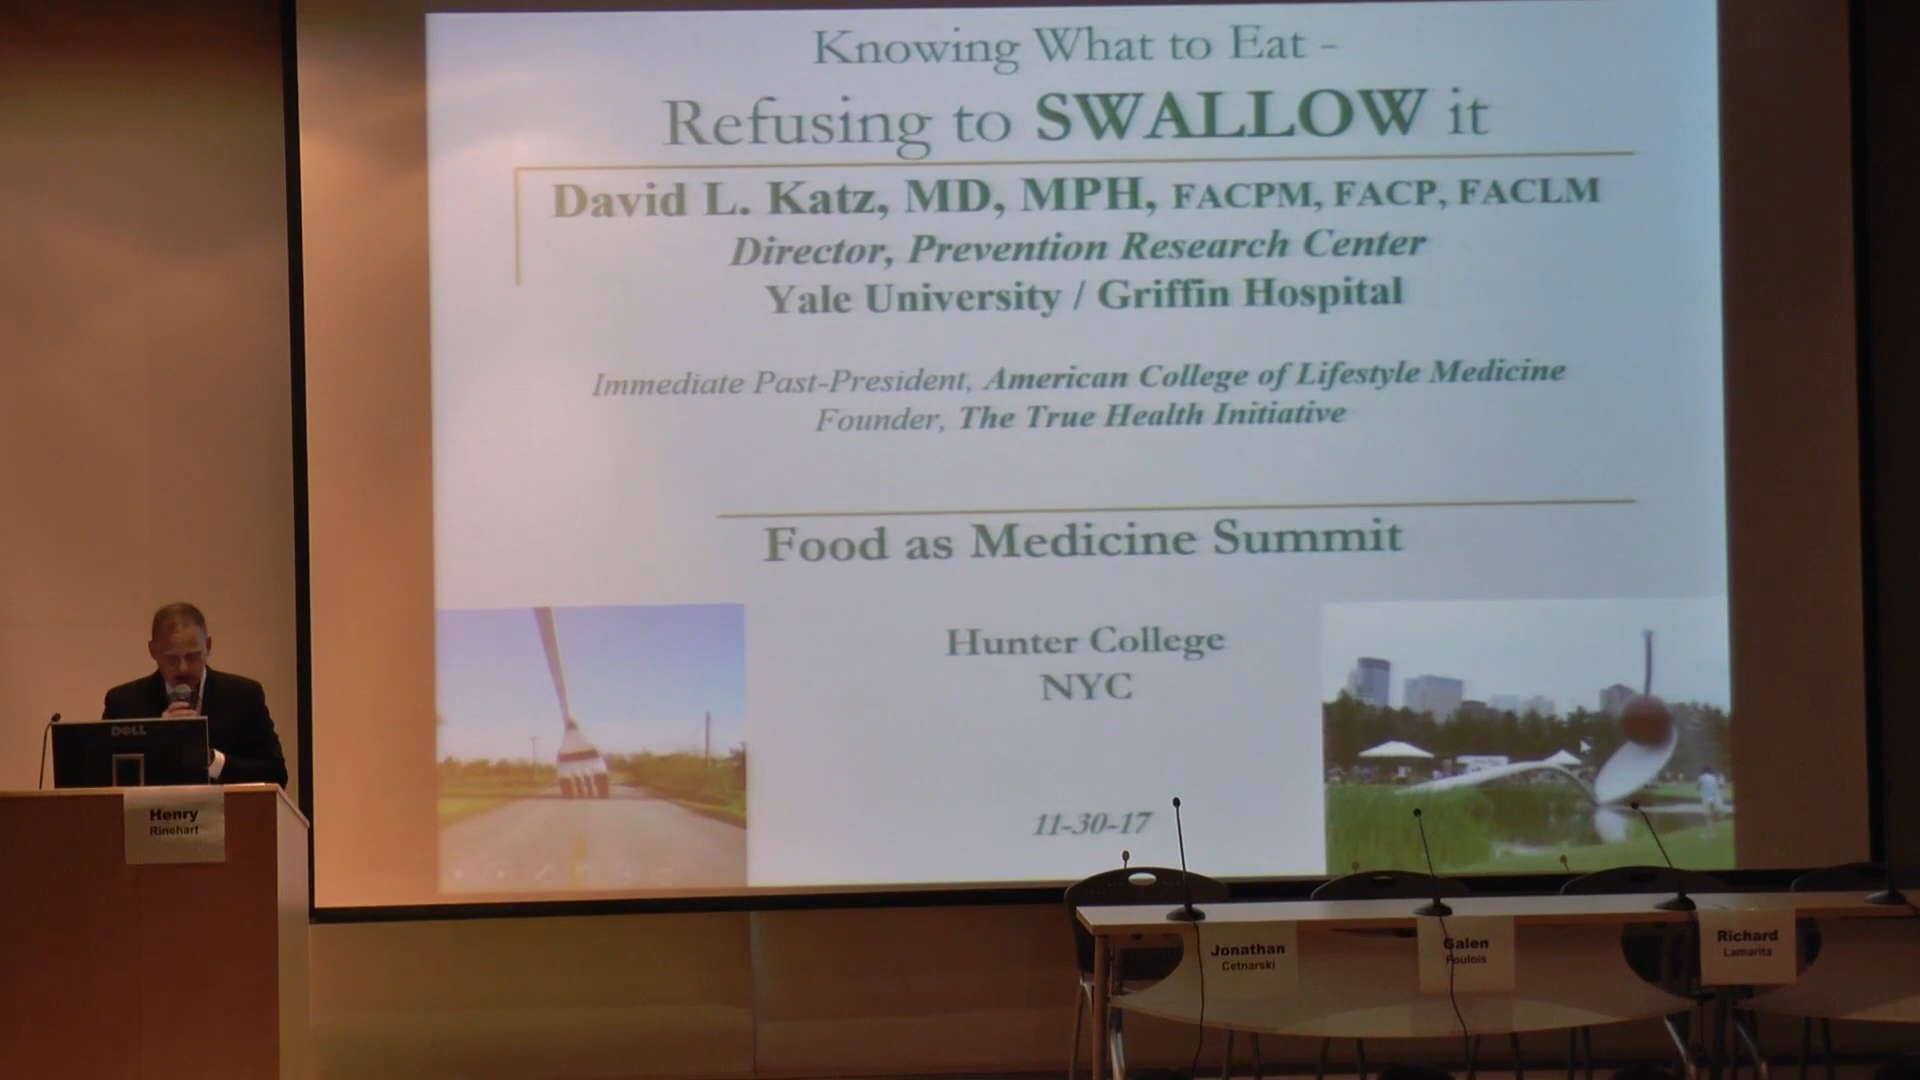 Knowing What to Eat -
Refusing to SWALLOW it
David L. Katz, MD, MPH, FACPM, FACP, FACLM
Director, Prevention Research Center
Yale University / Griffin Hospital
Immediate Past-President, American College of Lifestyle Medicine
Founder, The True Health Initiative
Food as Medicine Summit
Hunter College
NYC
11-30-17
DELL
Henry
Rinehart
Jonathan
Cetnarski
Galen
Foulois
Richard
Lamarita